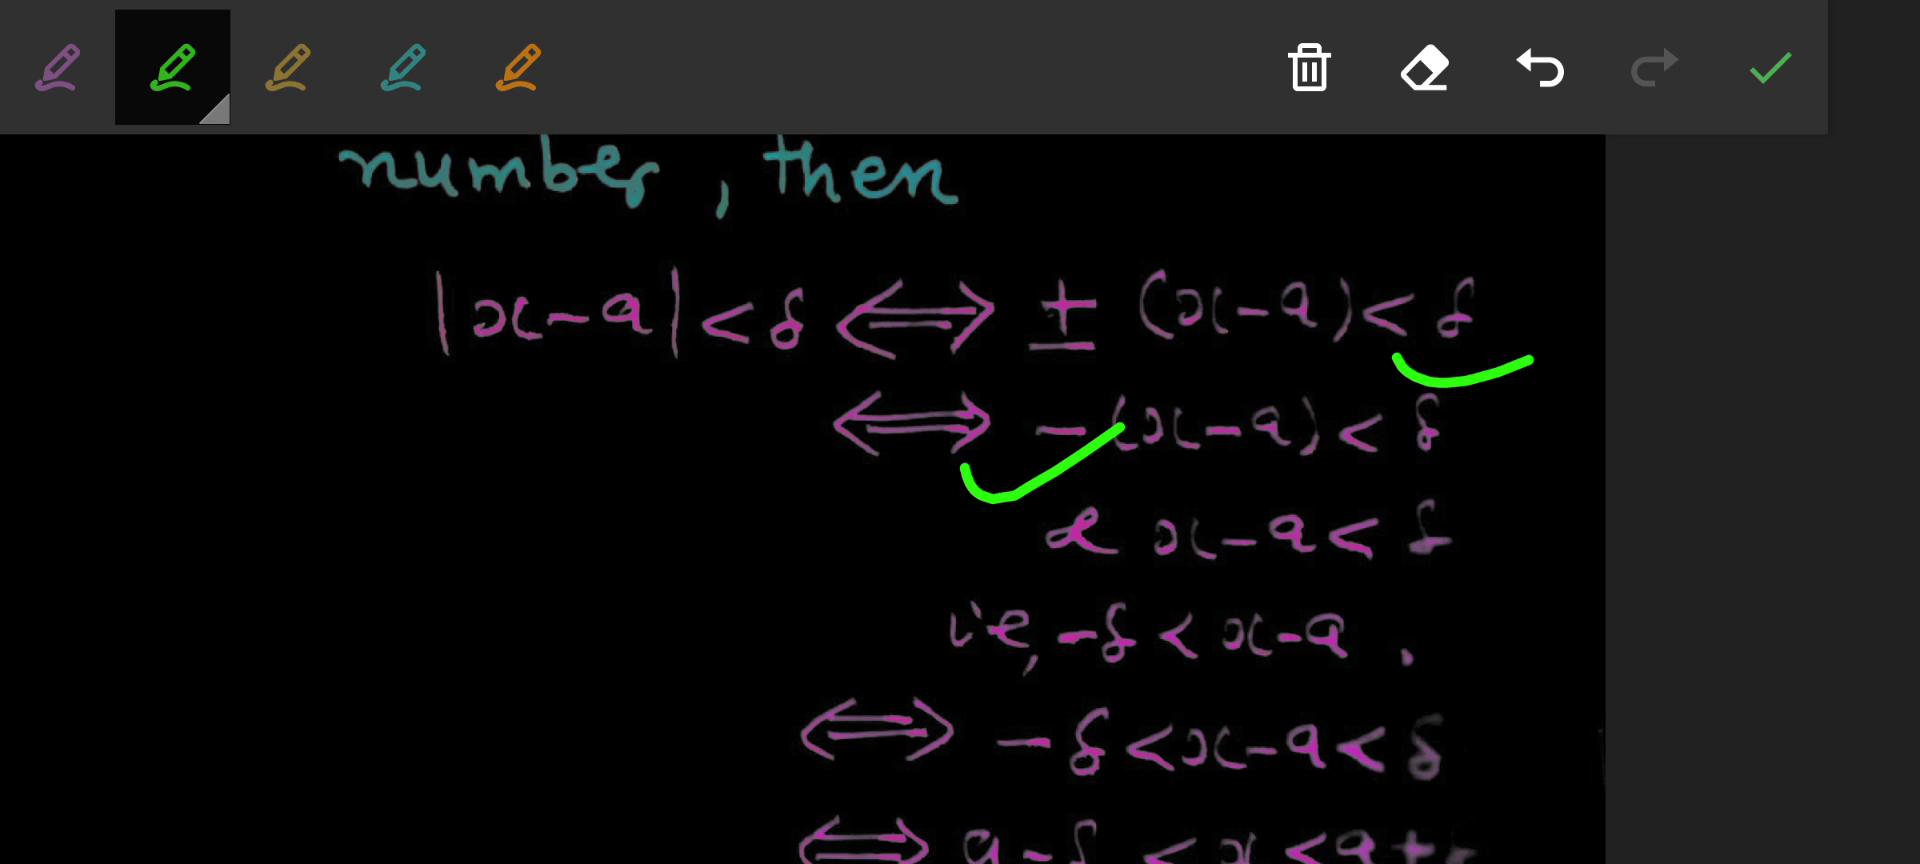 number, then
|x-a|<δ ⟺ ± (x-a)<δ
⟺ -(x-a)<δ
& x-a<δ
i.e, -δ<x-a.
⟺ -δ<x-a<δ
⟺ a-δ<x<a+